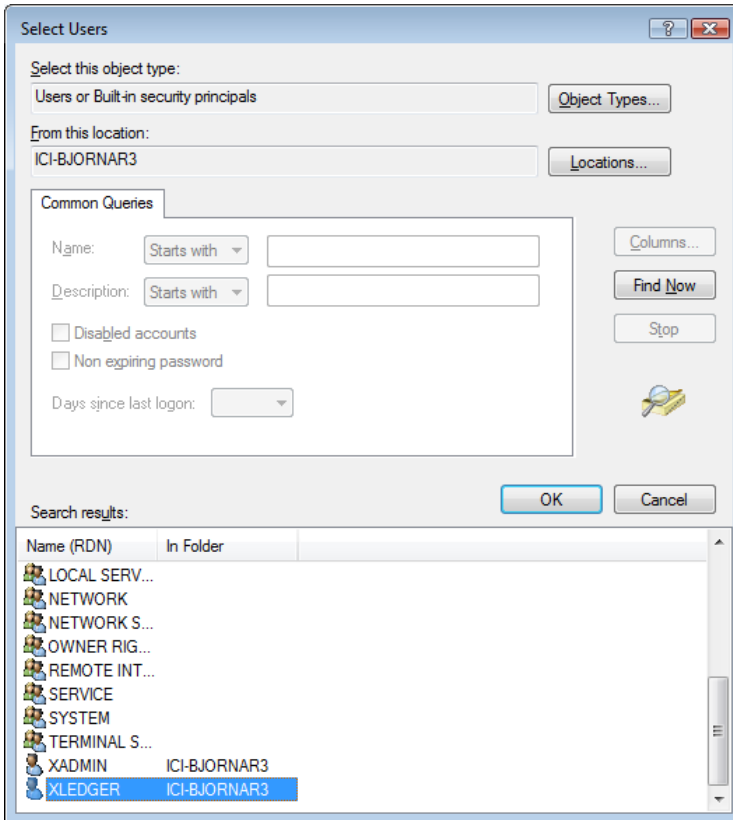 Select Users
Select this object type:
Users or Built-in security principals
Object Types...
From this location:
ICI-BJORNAR3
Locations...
Common Queries
Name: Starts with
Columns...
Description: Starts with
Find Now
Disabled accounts
Stop
Non expiring password
Days since last logon:
OK Cancel
Search results:
Name (RDN) In Folder
LOCAL SERV...
NETWORK
NETWORK S...
OWNER RIG...
REMOTE INT...
SERVICE
SYSTEM
TERMINAL S...
XADMIN ICI-BJORNAR3
XLEDGER ICI-BJORNAR3